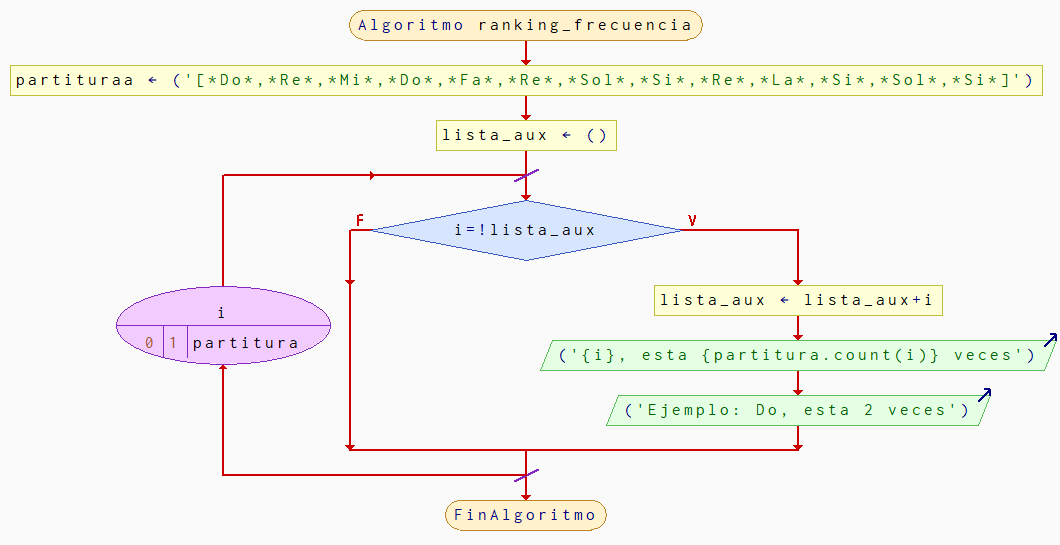 Algoritmo ranking_frecuencia
partituraa ← ('[*Do*,*Re*,*Mi*,*Do*,*Fa*,*Re*,*Sol*,*Si*,*Re*,*La*,*Si*,*Sol*,*Si*]')
lista_aux ← ()
F
V
i=!lista_aux
lista_aux ← lista_aux+i
i
0 1 partitura
('{i}, esta {partitura.count(i)} veces')
('Ejemplo: Do, esta 2 veces')
FinAlgoritmo